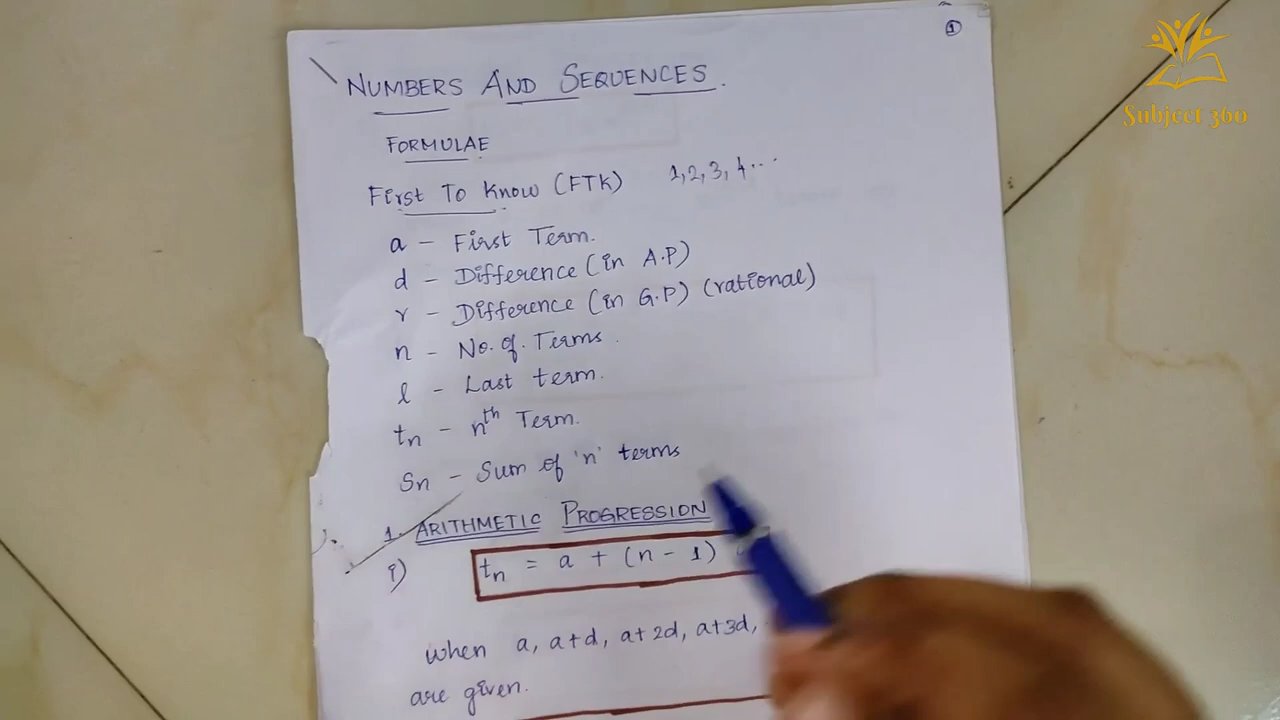 ①
NUMBERS AND SEQUENCES.
FORMULAE
First To Know (FTK) 1,2,3,4...
a - First Term.
d - Difference (in A.P)
r - Difference (in G.P) (rational)
n - No. of. Terms.
l - Last term.
tn - nth Term.
Sn - Sum of 'n' terms
1. ARITHMETIC PROGRESSION
i) tn = a + (n - 1)
when a, a+d, a+2d, a+3d,
are given.
Subject 360